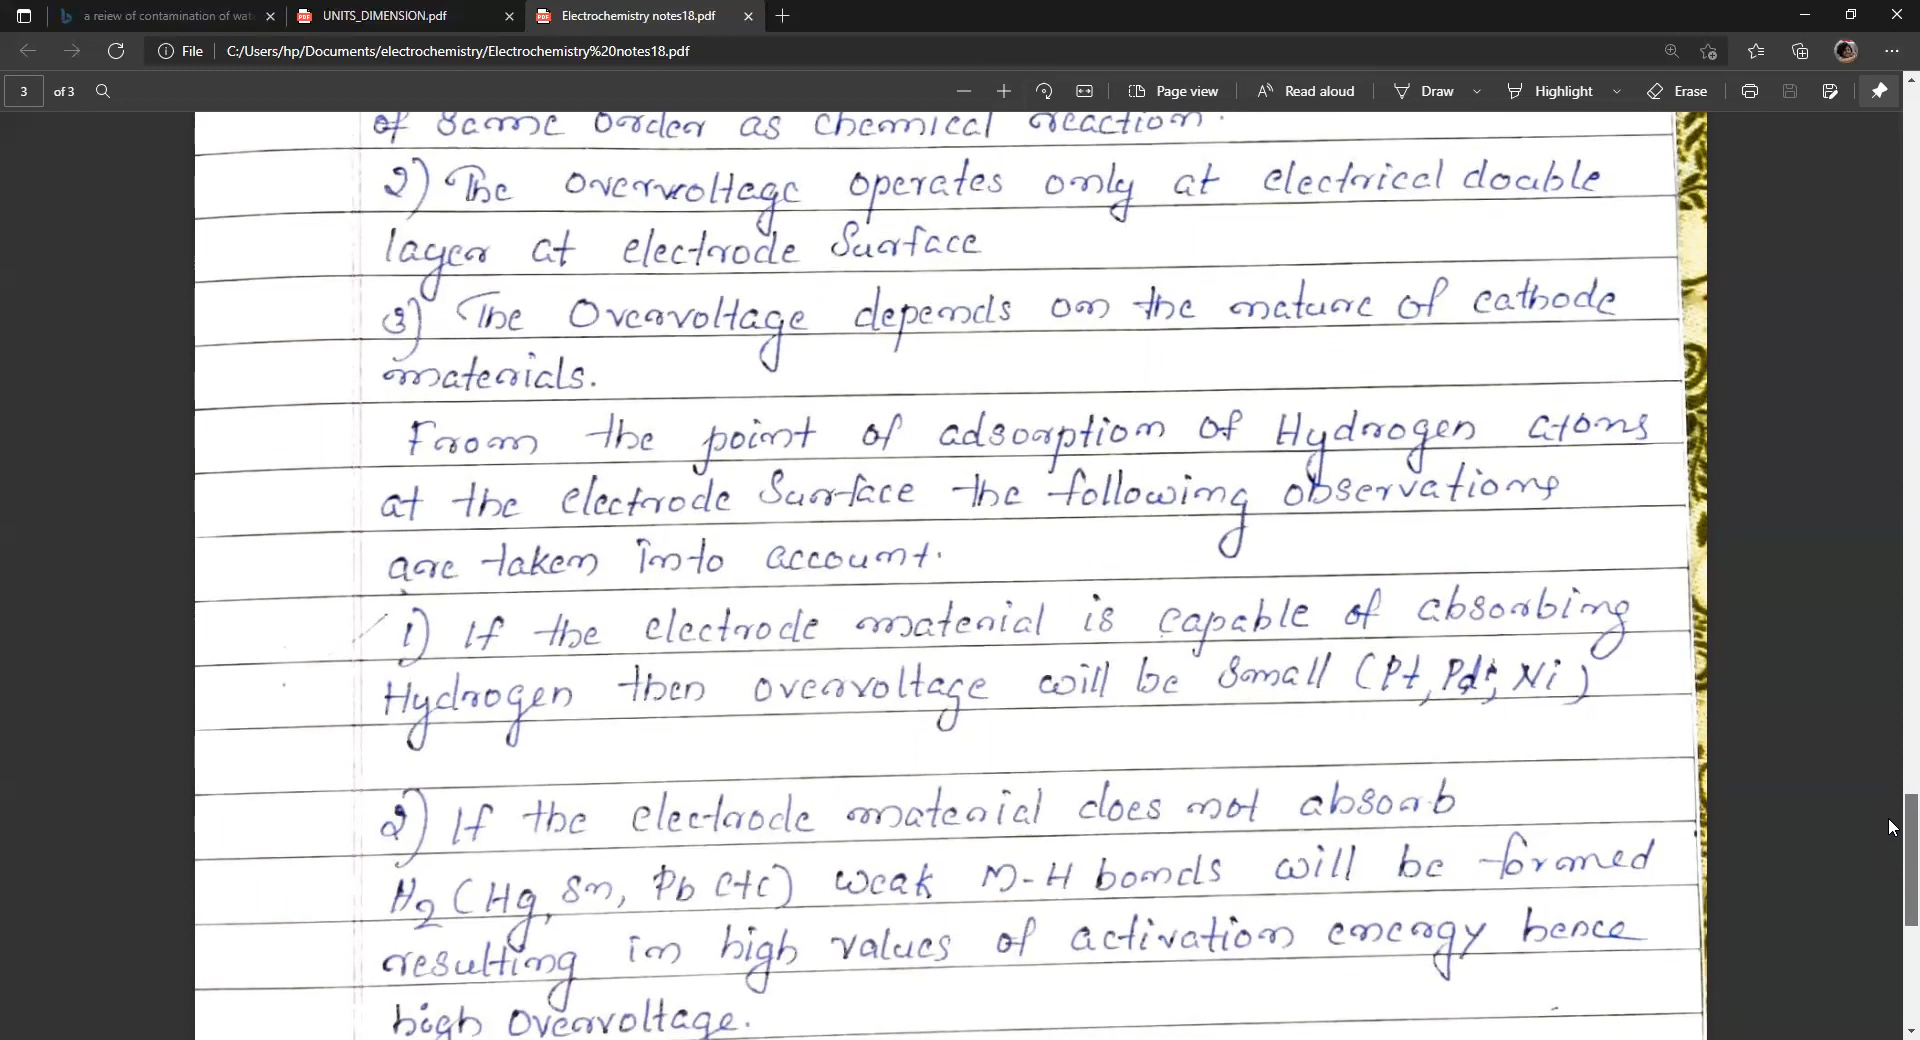 a reiew of contamination of wat
UNITS_DIMENSION.pdf
Electrochemistry notes18.pdf
File
C:/Users/hp/Documents/electrochemistry/Electrochemistry%20notes18.pdf
3 of 3
Page view
Read aloud
Draw
Highlight
Erase
of same order as chemical reaction.
2) The overvoltage operates only at electrical double
layer at electrode Surface
3) The Overvoltage depends on the nature of cathode
materials.
From the point of adsorption of Hydrogen atoms
at the electrode Surface the following observations
are taken into account.
1) If the electrode material is capable of absorbing
Hydrogen then overvoltage will be Small (Pt, Pd, Ni)
2) If the electrode material does not absorb
H2 (Hg, Sn, Pb etc) weak M-H bonds will be formed
resulting in high values of activation energy hence
high overvoltage.